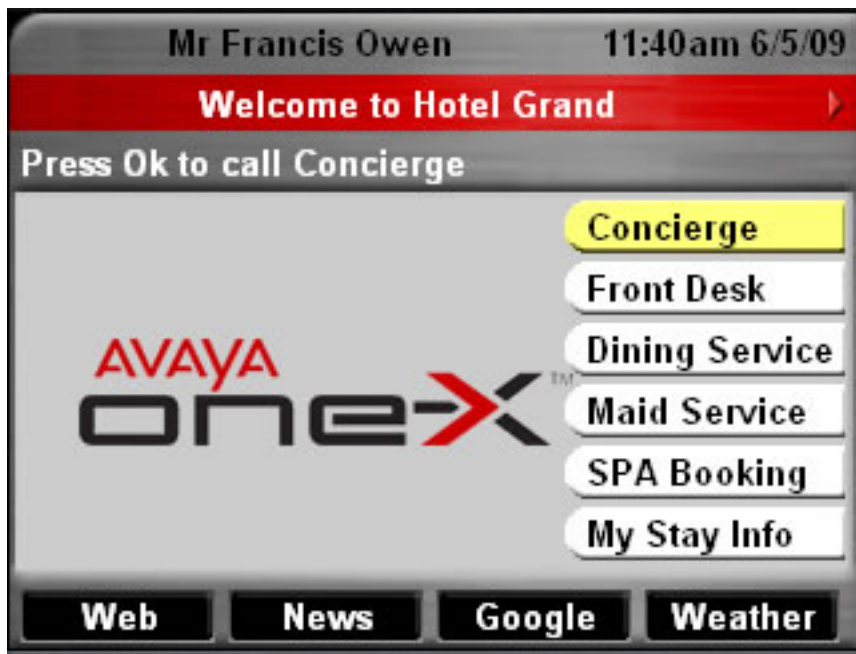 Mr Francis Owen 11:40am 6/5/09
Welcome to Hotel Grand
Press Ok to call Concierge
Concierge
Front Desk
Dining Service
Maid Service
SPA Booking
My Stay Info
AVAYA
one-X TM
Web News Google Weather